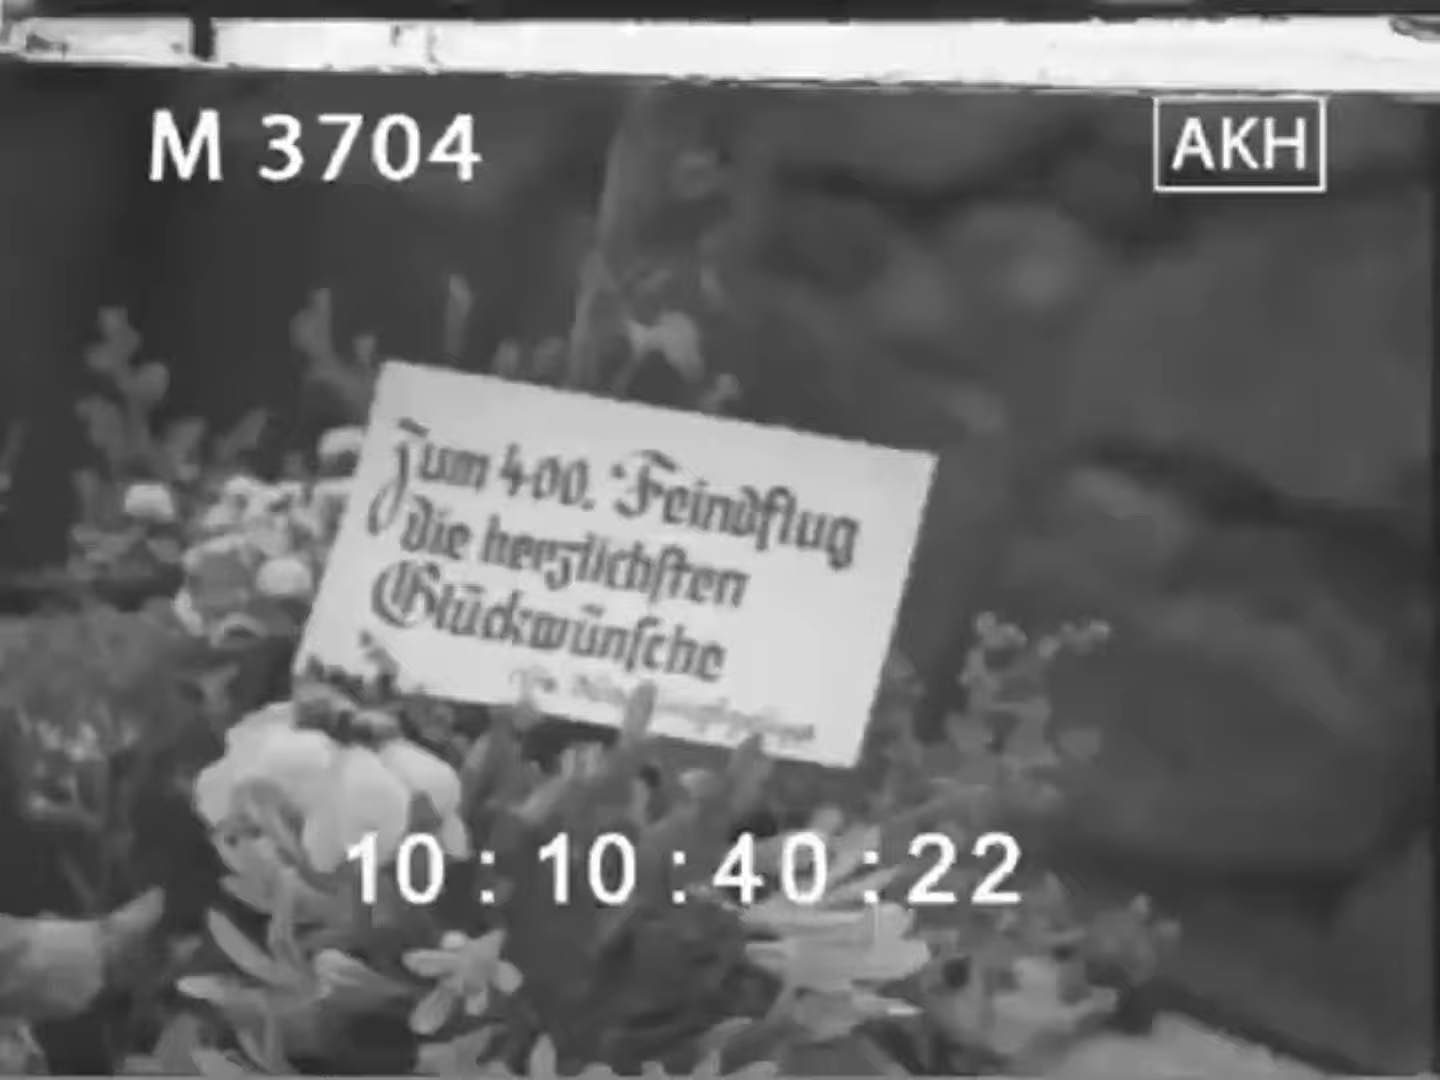 M 3704
AKH
Zum 400. Feindflug
die herzlichsten
Glückwünsche
10:10:40:22